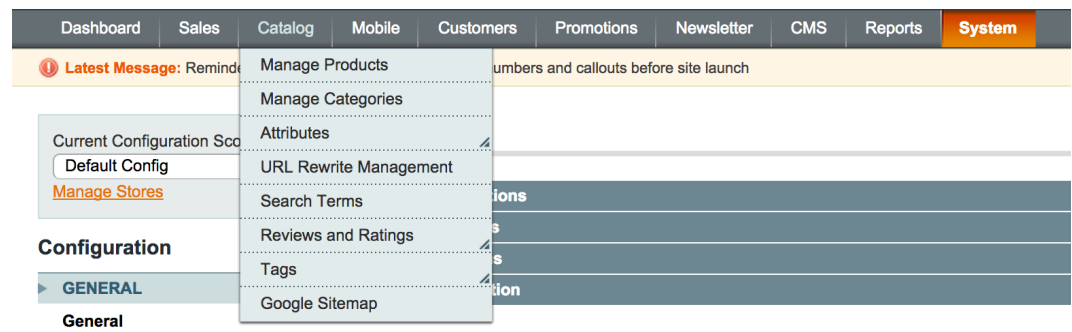 Dashboard Sales Catalog Mobile Customers Promotions Newsletter CMS Reports System
Latest Message: umbers and callouts before site launch
Manage Products
Manage Categories
Attributes
URL Rewrite Management
Search Terms
Reviews and Ratings
Tags
Google Sitemap
Current Configuration Sco
Default Config
Manage Stores
Configuration
GENERAL
General
ions
s
s
tion